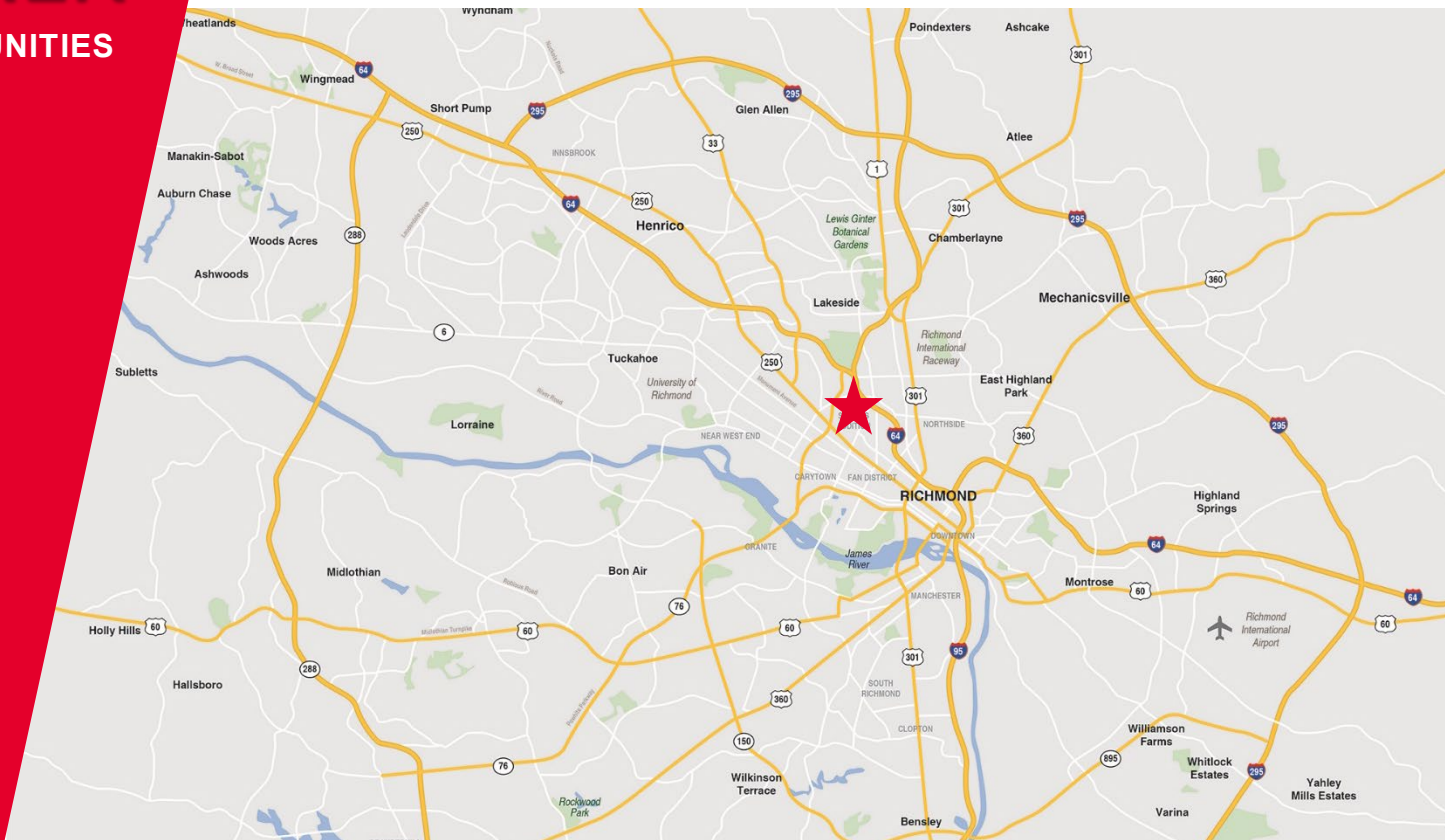 UNITIES
Wyndham
Poindexters
Ashcake
301
Wingmead
64
W. Broad Street
Short Pump
295
Glen Allen
295
250
33
Atlee
INNSBROOK
Manakin-Sabot
1
Auburn Chase
64
250
301
295
Henrico
Lewis Ginter
Botanical
Gardens
Chamberlayne
Woods Acres
288
Ashwoods
360
Lakeside
Mechanicsville
6
Richmond
International
Raceway
Tuckahoe
250
Sublets
University of
Richmond
East Highland
Park
River Road
Monument Avenue
301
Lorraine
295
NORTHSIDE
NEAR WEST END
64
360
CARYTOWN
FAN DISTRICT
RICHMOND
Highland
Springs
GRANITE
DOWNTOWN
64
James
River
Midlothian
Bon Air
Montrose
60
MANCHESTER
64
76
Holly Hills
60
Midlothian Turnpike
60
60
Richmond
International
Airport
60
301
95
288
Hallsboro
SOUTH
RICHMOND
360
CLOPTON
Williamson
Farms
150
895
76
Whitlock
Estates
295
Wilkinson
Terrace
Yahley
Mills Estates
Rockwood
Park
Varina
Bensley